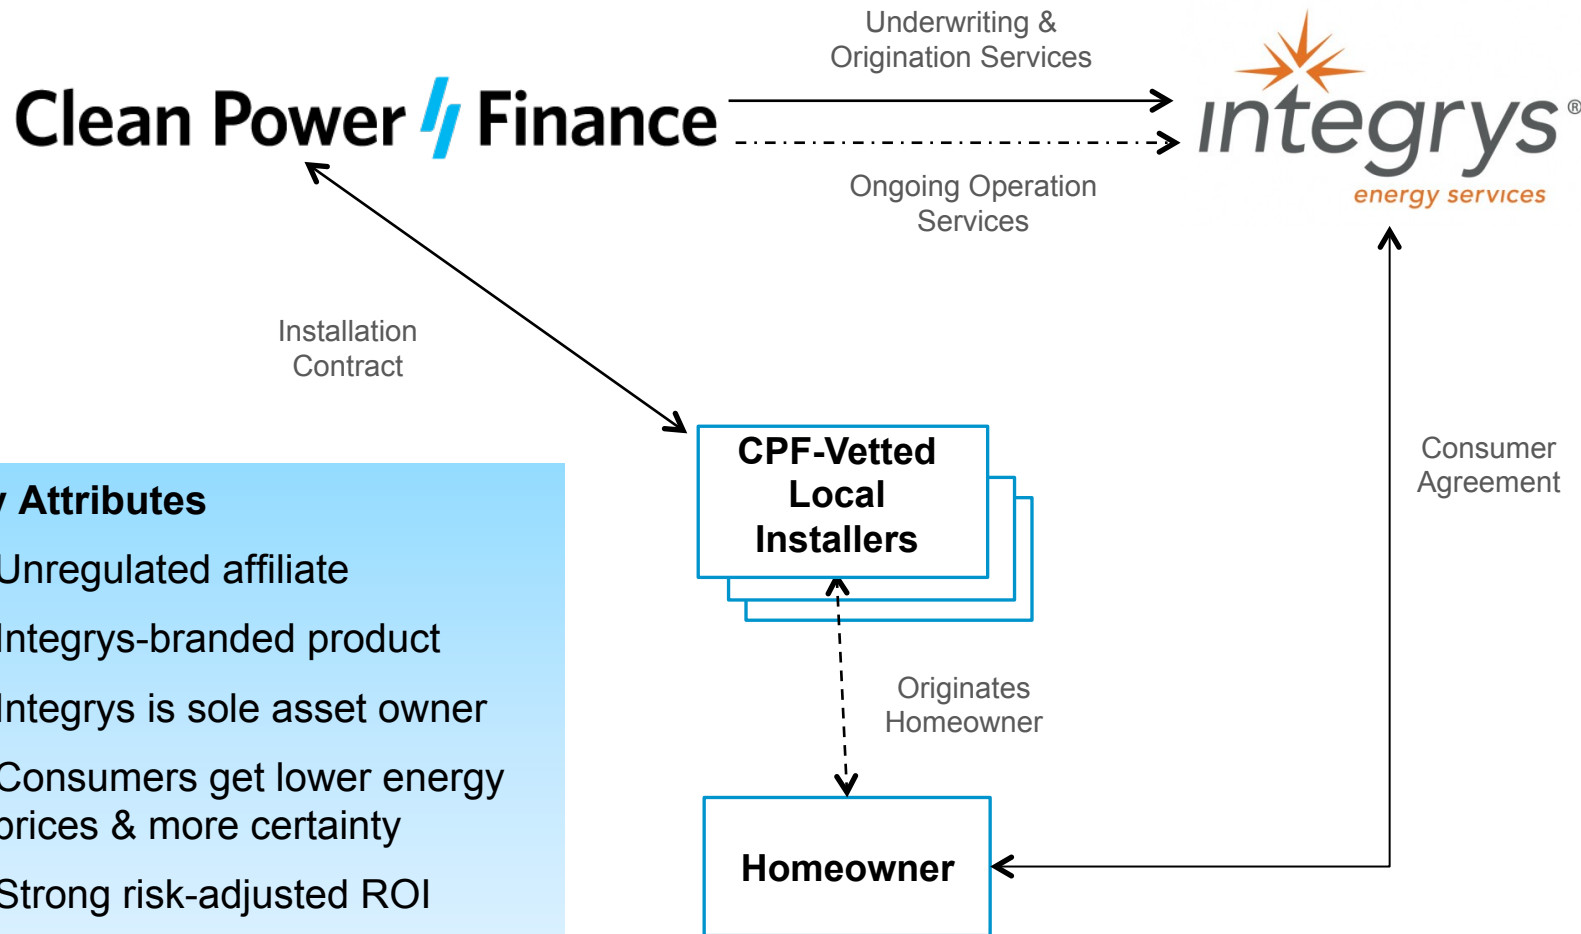 Underwriting &
Origination Services
Clean Power Finance
integrys®
energy services
Ongoing Operation
Services
Installation
Contract
CPF-Vetted
Local
Installers
Consumer
Agreement
y Attributes
Unregulated affiliate
Integrys-branded product
Integrys is sole asset owner
Consumers get lower energy
prices & more certainty
Strong risk-adjusted ROI
Originates
Homeowner
Homeowner